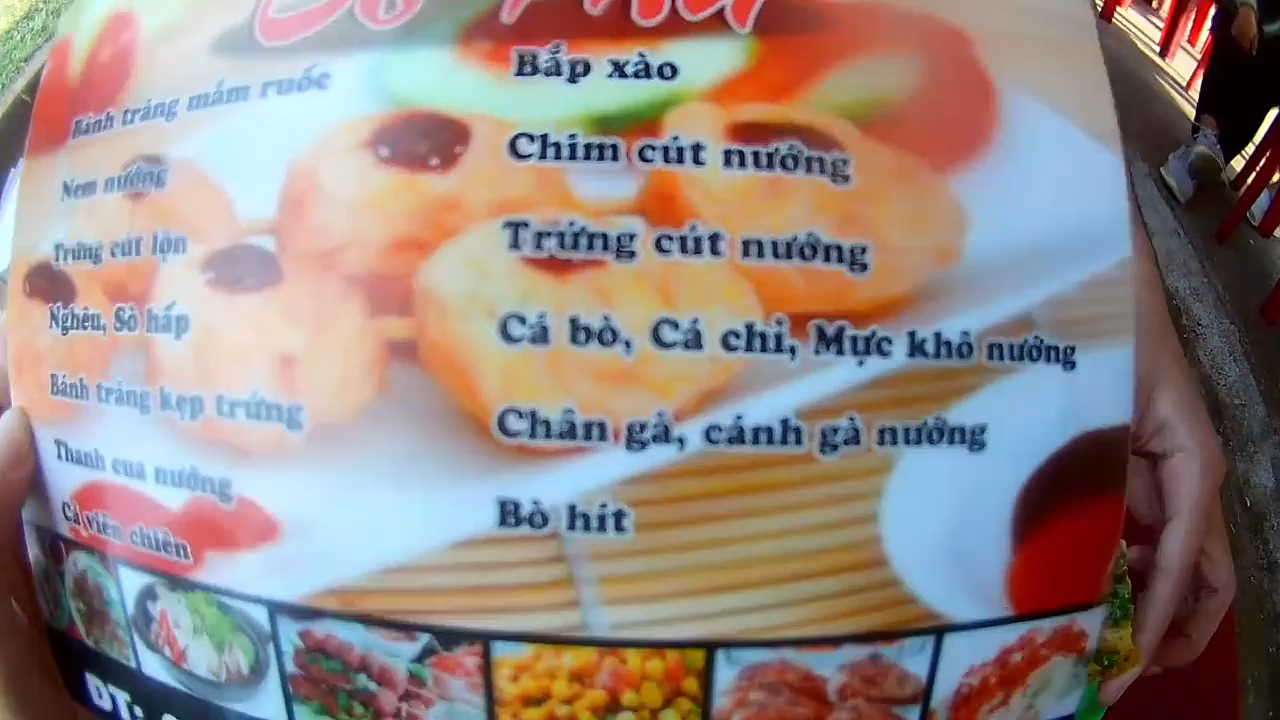 Bánh tráng mắm ruốc
Nem nướng
Trứng cút lộn
Nghêu, Sò hấp
Bánh tráng kẹp trứng
Thanh cua nướng
Cá viên chiên
Bắp xào
Chim cút nướng
Trứng cút nướng
Cá bò, Cá chỉ, Mực khô nướng
Chân gà, cánh gà nướng
Bò hít
ĐT: